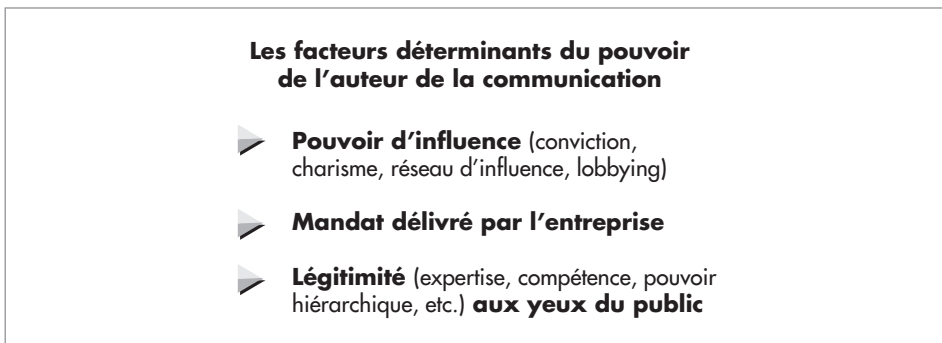 Les facteurs déterminants du pouvoir
de l’auteur de la communication
Pouvoir d’influence (conviction,
charisme, réseau d’influence, lobbying)
Mandat délivré par l’entreprise
Légitimité (expertise, compétence, pouvoir
hiérarchique, etc.) aux yeux du public